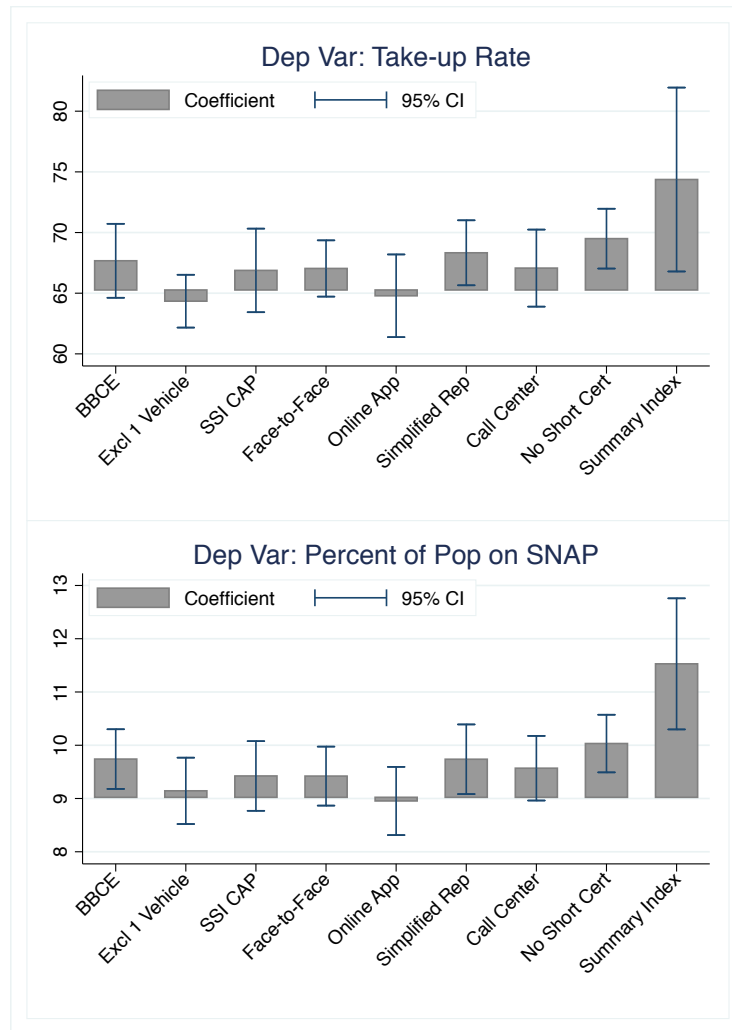 Dep Var: Take-up Rate
Coefficient 95% CI
80
75
70
65
60
BBCE
Excl 1 Vehicle
SSI CAP
Face-to-Face
Online App
Simplified Rep
Call Center
No Short Cert
Summary Index
Dep Var: Percent of Pop on SNAP
Coefficient 95% CI
13
12
11
10
9
8
BBCE
Excl 1 Vehicle
SSI CAP
Face-to-Face
Online App
Simplified Rep
Call Center
No Short Cert
Summary Index